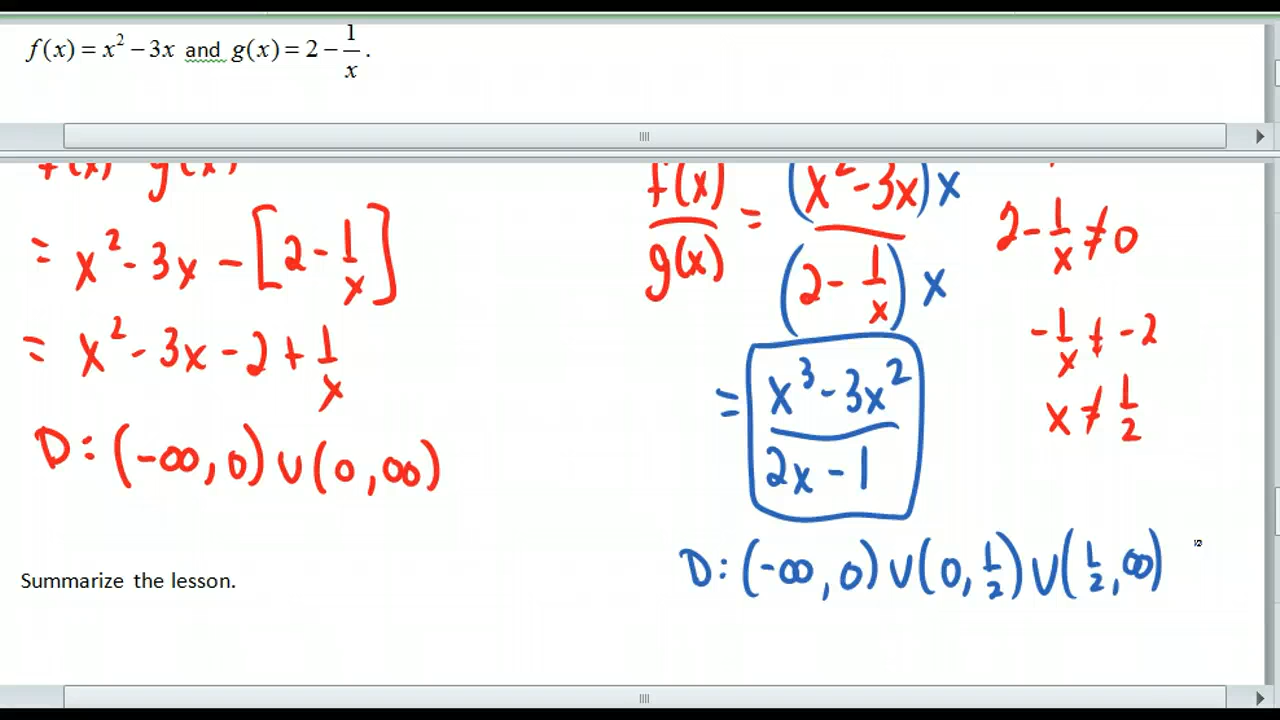 f(x) = x² − 3x and g(x) = 2 − 1/x .
f(x) g(x)
= x² - 3x - [2 - 1/x]
= x² - 3x - 2 + 1/x
D: (-∞, 0) ∪ (0, ∞)
Summarize the lesson.
f(x)/g(x) = (x² - 3x)x / (2 - 1/x)x
= x³ - 3x² / 2x - 1
D: (-∞, 0) ∪ (0, 1/2) ∪ (1/2, ∞)
2 - 1/x ≠ 0
-1/x ≠ -2
x ≠ 1/2